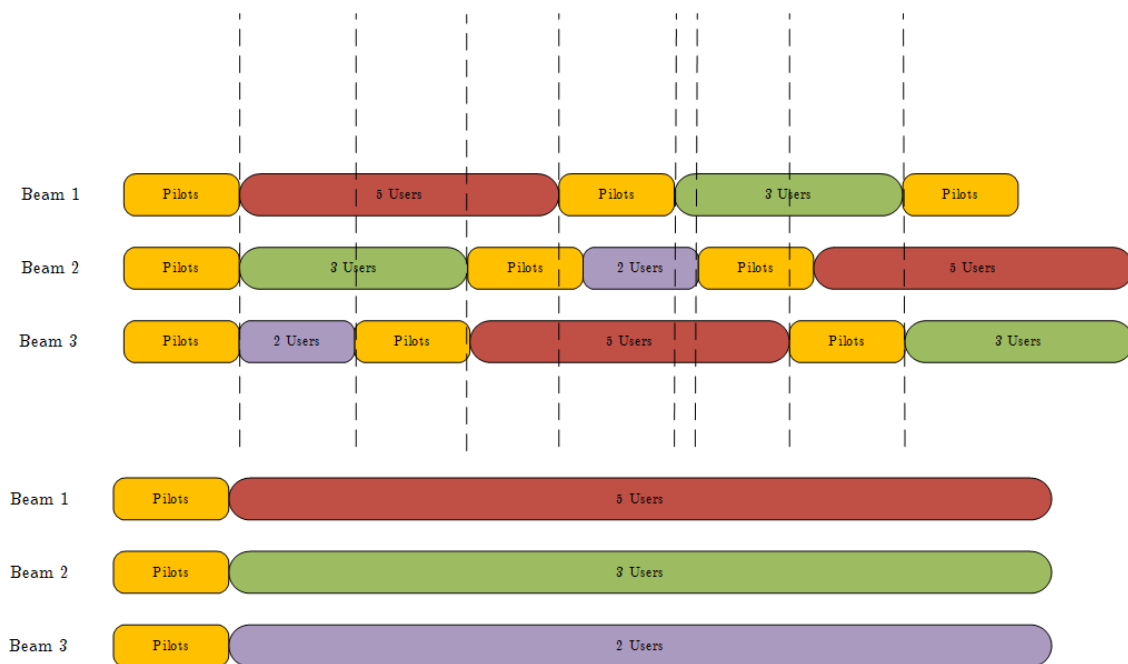 Beam 1 Pilots 5 Users Pilots 3 Users Pilots
Beam 2 Pilots 3 Users Pilots 2 Users Pilots 5 Users
Beam 3 Pilots 2 Users Pilots 5 Users Pilots 3 Users
Beam 1 Pilots 5 Users
Beam 2 Pilots 3 Users
Beam 3 Pilots 2 Users